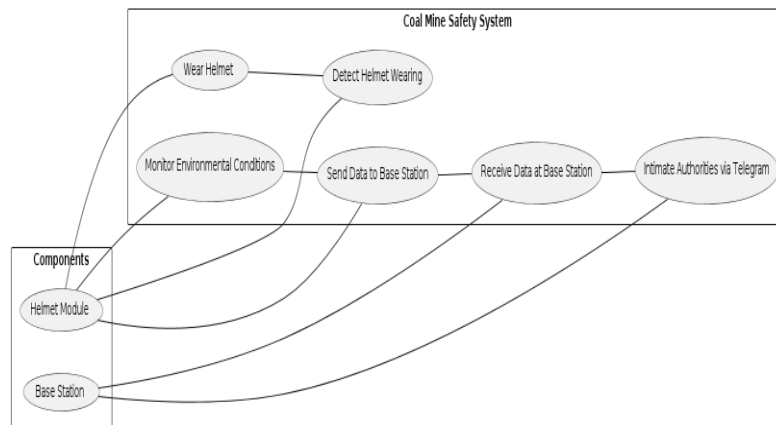 Coal Mine Safety System
Wear Helmet
Detect Helmet Wearing
Monitor Environmental Conditions
Send Data to Base Station
Receive Data at Base Station
Intimate Authorities via Telegram
Components
Helmet Module
Base Station